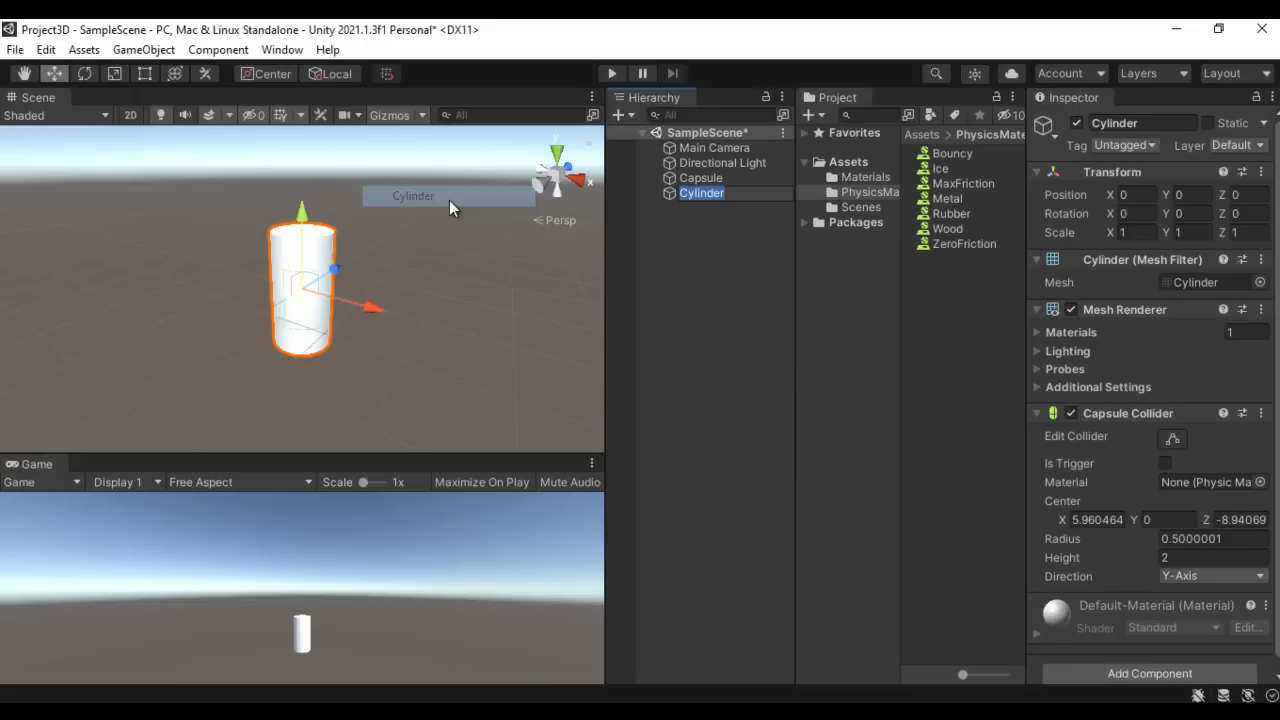 Project3D - SampleScene - PC, Mac & Linux Standalone - Unity 2021.1.3f1 Personal* <DX11>
File Edit Assets GameObject Component Window Help
Center Local Account Layers Layout
Scene
Shaded 2D 0 Gizmos All
Cylinder
y
x
< Persp
Game
Game Display 1 Free Aspect Scale 1x Maximize On Play Mute Audio
Hierarchy
+ All
SampleScene*
Main Camera
Directional Light
Capsule
Cylinder
Project
+ 10
Favorites
Assets
Materials
PhysicsMa
Scenes
Packages
Assets > PhysicsMate
Bouncy
Ice
MaxFriction
Metal
Rubber
Wood
ZeroFriction
Inspector
Cylinder Static
Tag Untagged Layer Default
Transform
Position X 0 Y 0 Z 0
Rotation X 0 Y 0 Z 0
Scale X 1 Y 1 Z 1
Cylinder (Mesh Filter)
Mesh Cylinder
Mesh Renderer
Materials 1
Lighting
Probes
Additional Settings
Capsule Collider
Edit Collider
Is Trigger
Material None (Physic Ma
Center
X 5.960464 Y 0 Z -8.94069
Radius 0.5000001
Height 2
Direction Y-Axis
Default-Material (Material)
Shader Standard Edit...
Add Component